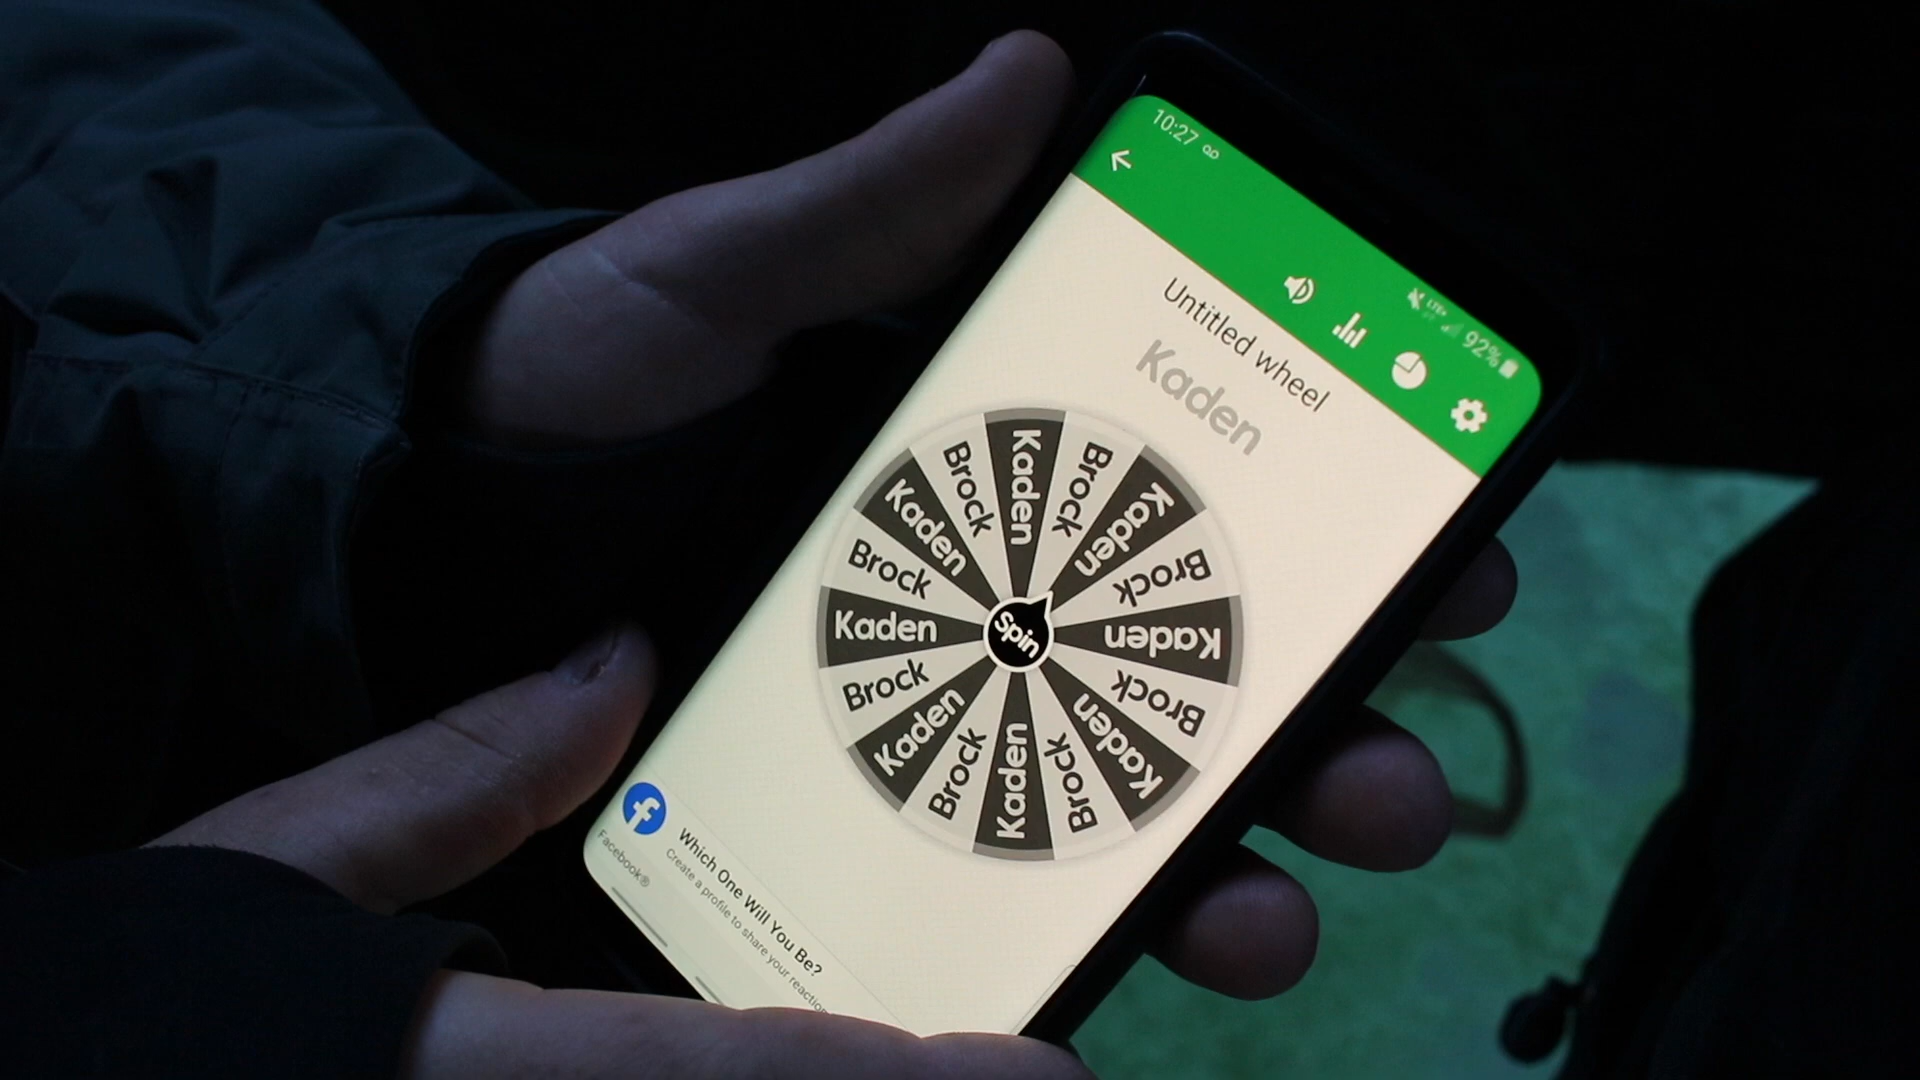 10:27
LTE+ 92%
Untitled wheel
Kaden
Kaden
Brock
Kaden
Brock
Kaden
Brock
Kaden
Brock
Kaden
Brock
Kaden
Brock
Kaden
Brock
Kaden
Brock
Spin
Which One Will You Be?
Create a profile to share your reaction
Facebook®